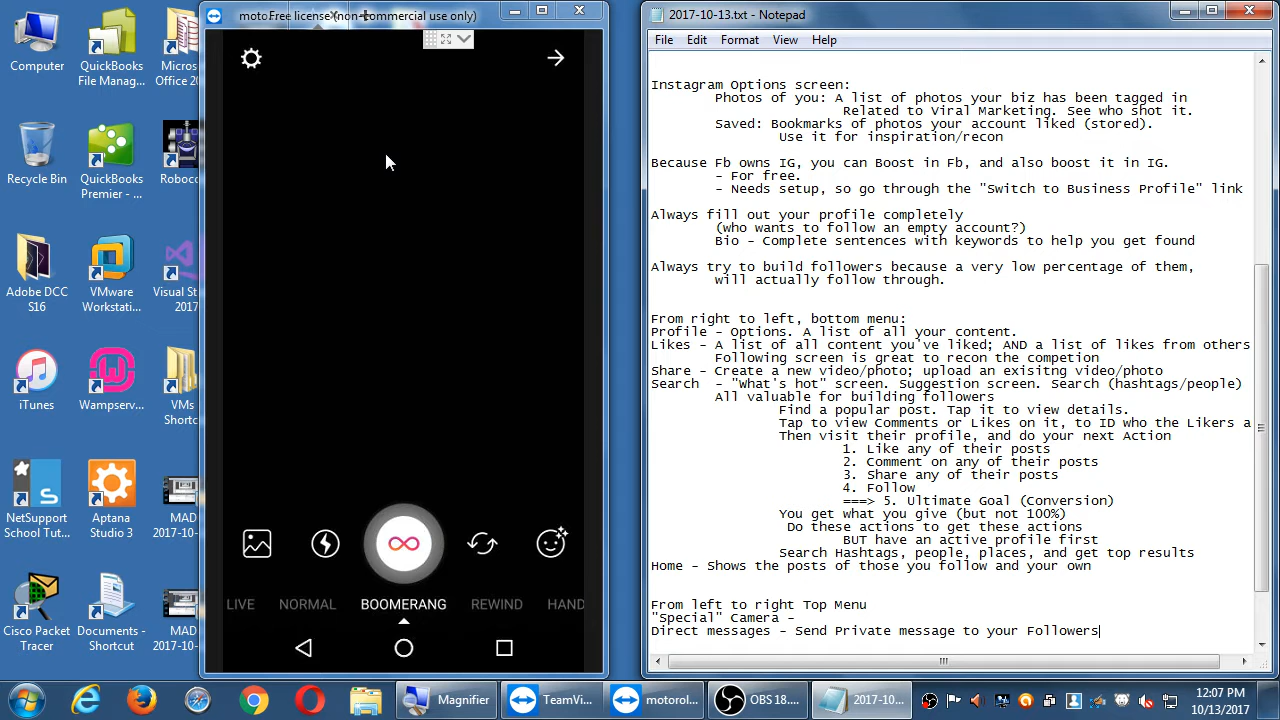 Computer
QuickBooks
File Manag...
Micros
Office 20
Recycle Bin
QuickBooks
Premier - ...
Roboco
Adobe DCC
S16
VMware
Workstati...
Visual St
2017
iTunes
Wampserv...
VMs
Shortc
NetSupport
School Tut...
Aptana
Studio 3
MAD
2017-10-
Cisco Packet
Tracer
Documents -
Shortcut
MAD
2017-10-
moto Free license (non-commercial use only)
LIVE NORMAL BOOMERANG REWIND HAND
2017-10-13.txt - Notepad
File Edit Format View Help
Instagram Options screen:
Photos of you: A list of photos your biz has been tagged in
Related to Viral Marketing. See who shot it.
Saved: Bookmarks of photos your account liked (stored).
Use it for inspiration/recon
Because Fb owns IG, you can Boost in Fb, and also boost it in IG.
- For free.
- Needs setup, so go through the "Switch to Business Profile" link
Always fill out your profile completely
(who wants to follow an empty account?)
Bio - Complete sentences with keywords to help you get found
Always try to build followers because a very low percentage of them,
will actually follow through.
From right to left, bottom menu:
Profile - Options. A list of all your content.
Likes - A list of all content you've liked; AND a list of likes from others
Following screen is great to recon the competion
Share - Create a new video/photo; upload an exisitng video/photo
Search - "What's hot" screen. Suggestion screen. Search (hashtags/people)
All valuable for building followers
Find a popular post. Tap it to view details.
Tap to view Comments or Likes on it, to ID who the Likers a
Then visit their profile, and do your next Action
1. Like any of their posts
2. Comment on any of their posts
3. Share any of their posts
4. Follow
===> 5. Ultimate Goal (Conversion)
You get what you give (but not 100%)
Do these actions to get these actions
BUT have an active profile first
Search Hashtags, people, places, and get top results
Home - Shows the posts of those you follow and your own
From left to right Top Menu
"Special" Camera -
Direct messages - Send Private message to your Followers
Magnifier
TeamVi...
motorol...
OBS 18....
2017-10...
12:07 PM
10/13/2017